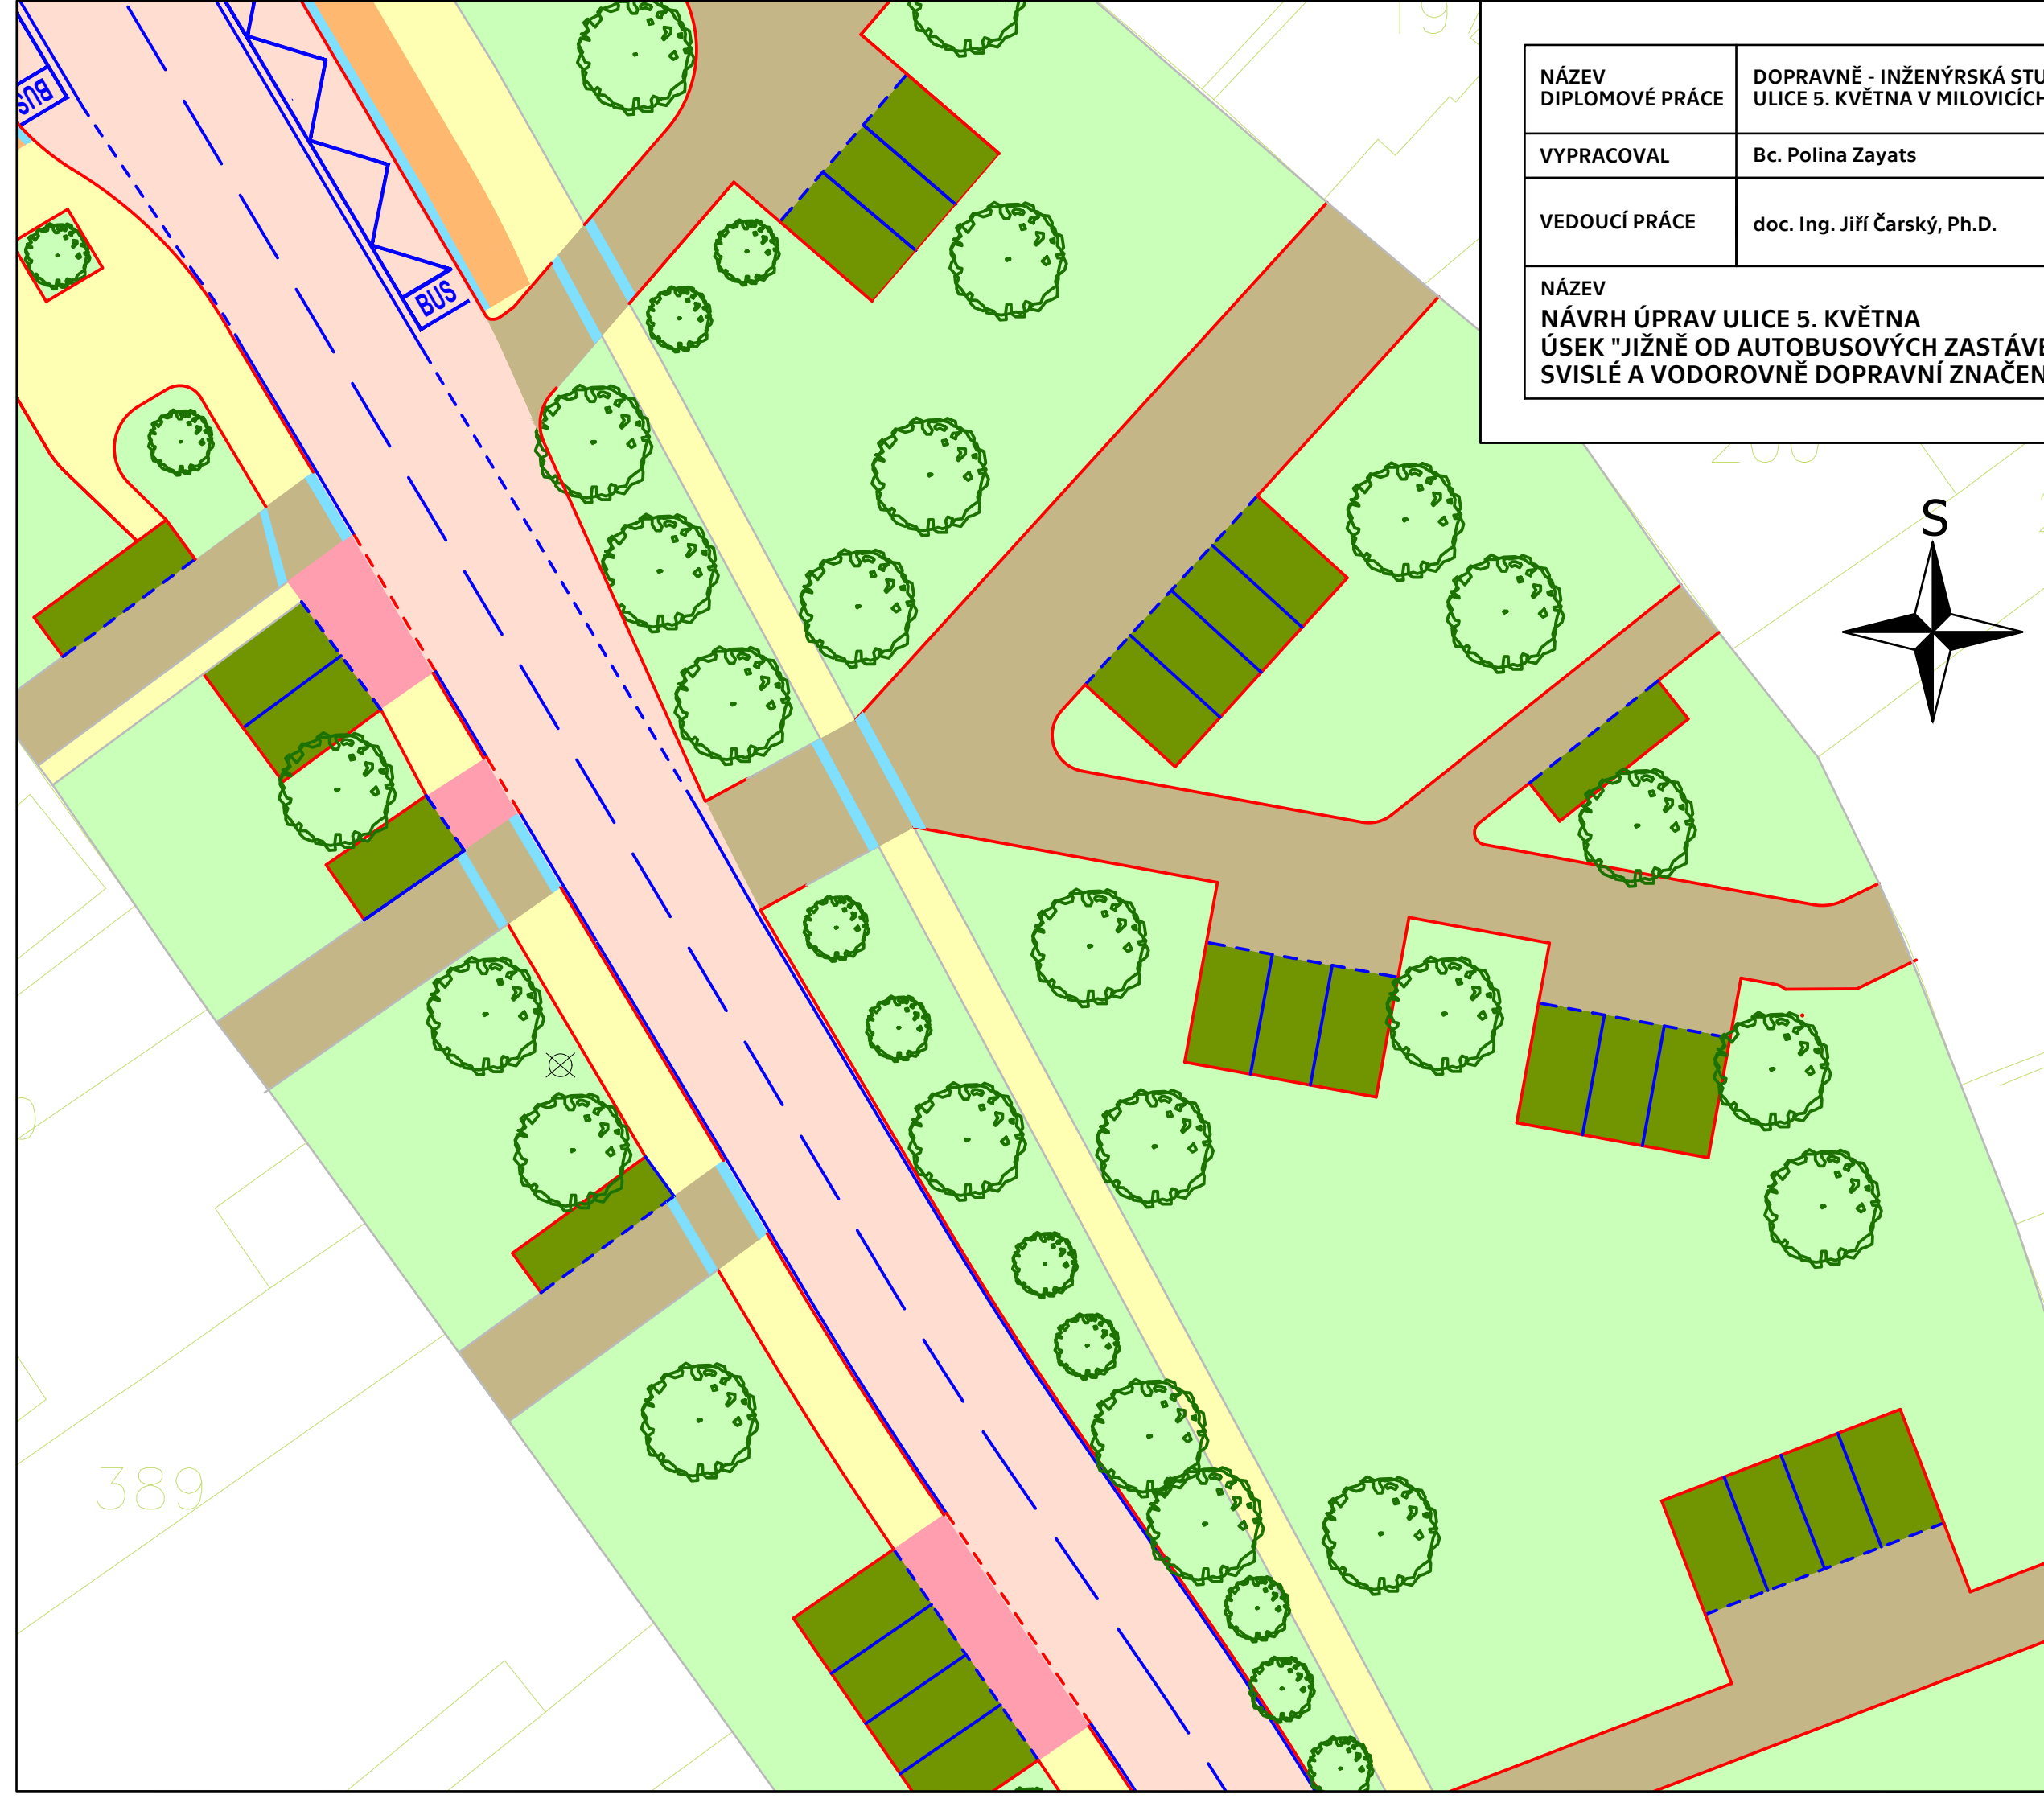 NÁZEV
DIPLOMOVÉ PRÁCE
DOPRAVNĚ - INŽENÝRSKÁ STU
ULICE 5. KVĚTNA V MILOVICÍCH
VYPRACOVAL
Bc. Polina Zayats
VEDOUCÍ PRÁCE
doc. Ing. Jiří Čarský, Ph.D.
NÁZEV
NÁVRH ÚPRAV ULICE 5. KVĚTNA
ÚSEK "JIŽNĚ OD AUTOBUSOVÝCH ZASTÁVE
SVISLÉ A VODOROVNĚ DOPRAVNÍ ZNAČEN
BUS
BUS
S
389